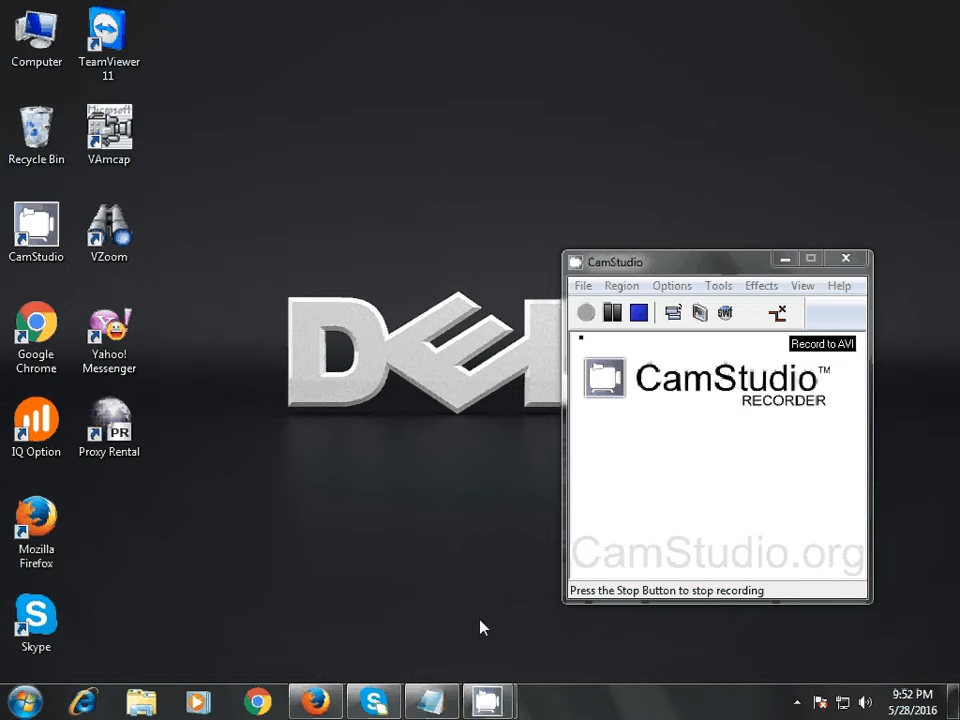 Computer
TeamViewer
11
Recycle Bin
Microsoft
VAmcap
CamStudio
VZoom
Google
Chrome
Yahoo!
Messenger
IQ Option
PR
Proxy Rental
Mozilla
Firefox
S
Skype
DELL
CamStudio
File Region Options Tools Effects View Help
SWF
Record to AVI
CamStudio™
RECORDER
CamStudio.org
Press the Stop Button to stop recording
9:52 PM
5/28/2016